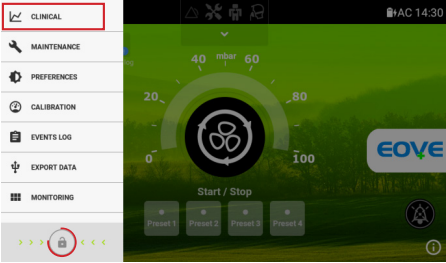 CLINICAL
MAINTENANCE
PREFERENCES
CALIBRATION
EVENTS LOG
EXPORT DATA
MONITORING
> > > < < <
AC 14:30
mbar
40 60
20 80
0 100
EOVE
Start / Stop
Preset 1 Preset 2 Preset 3 Preset 4